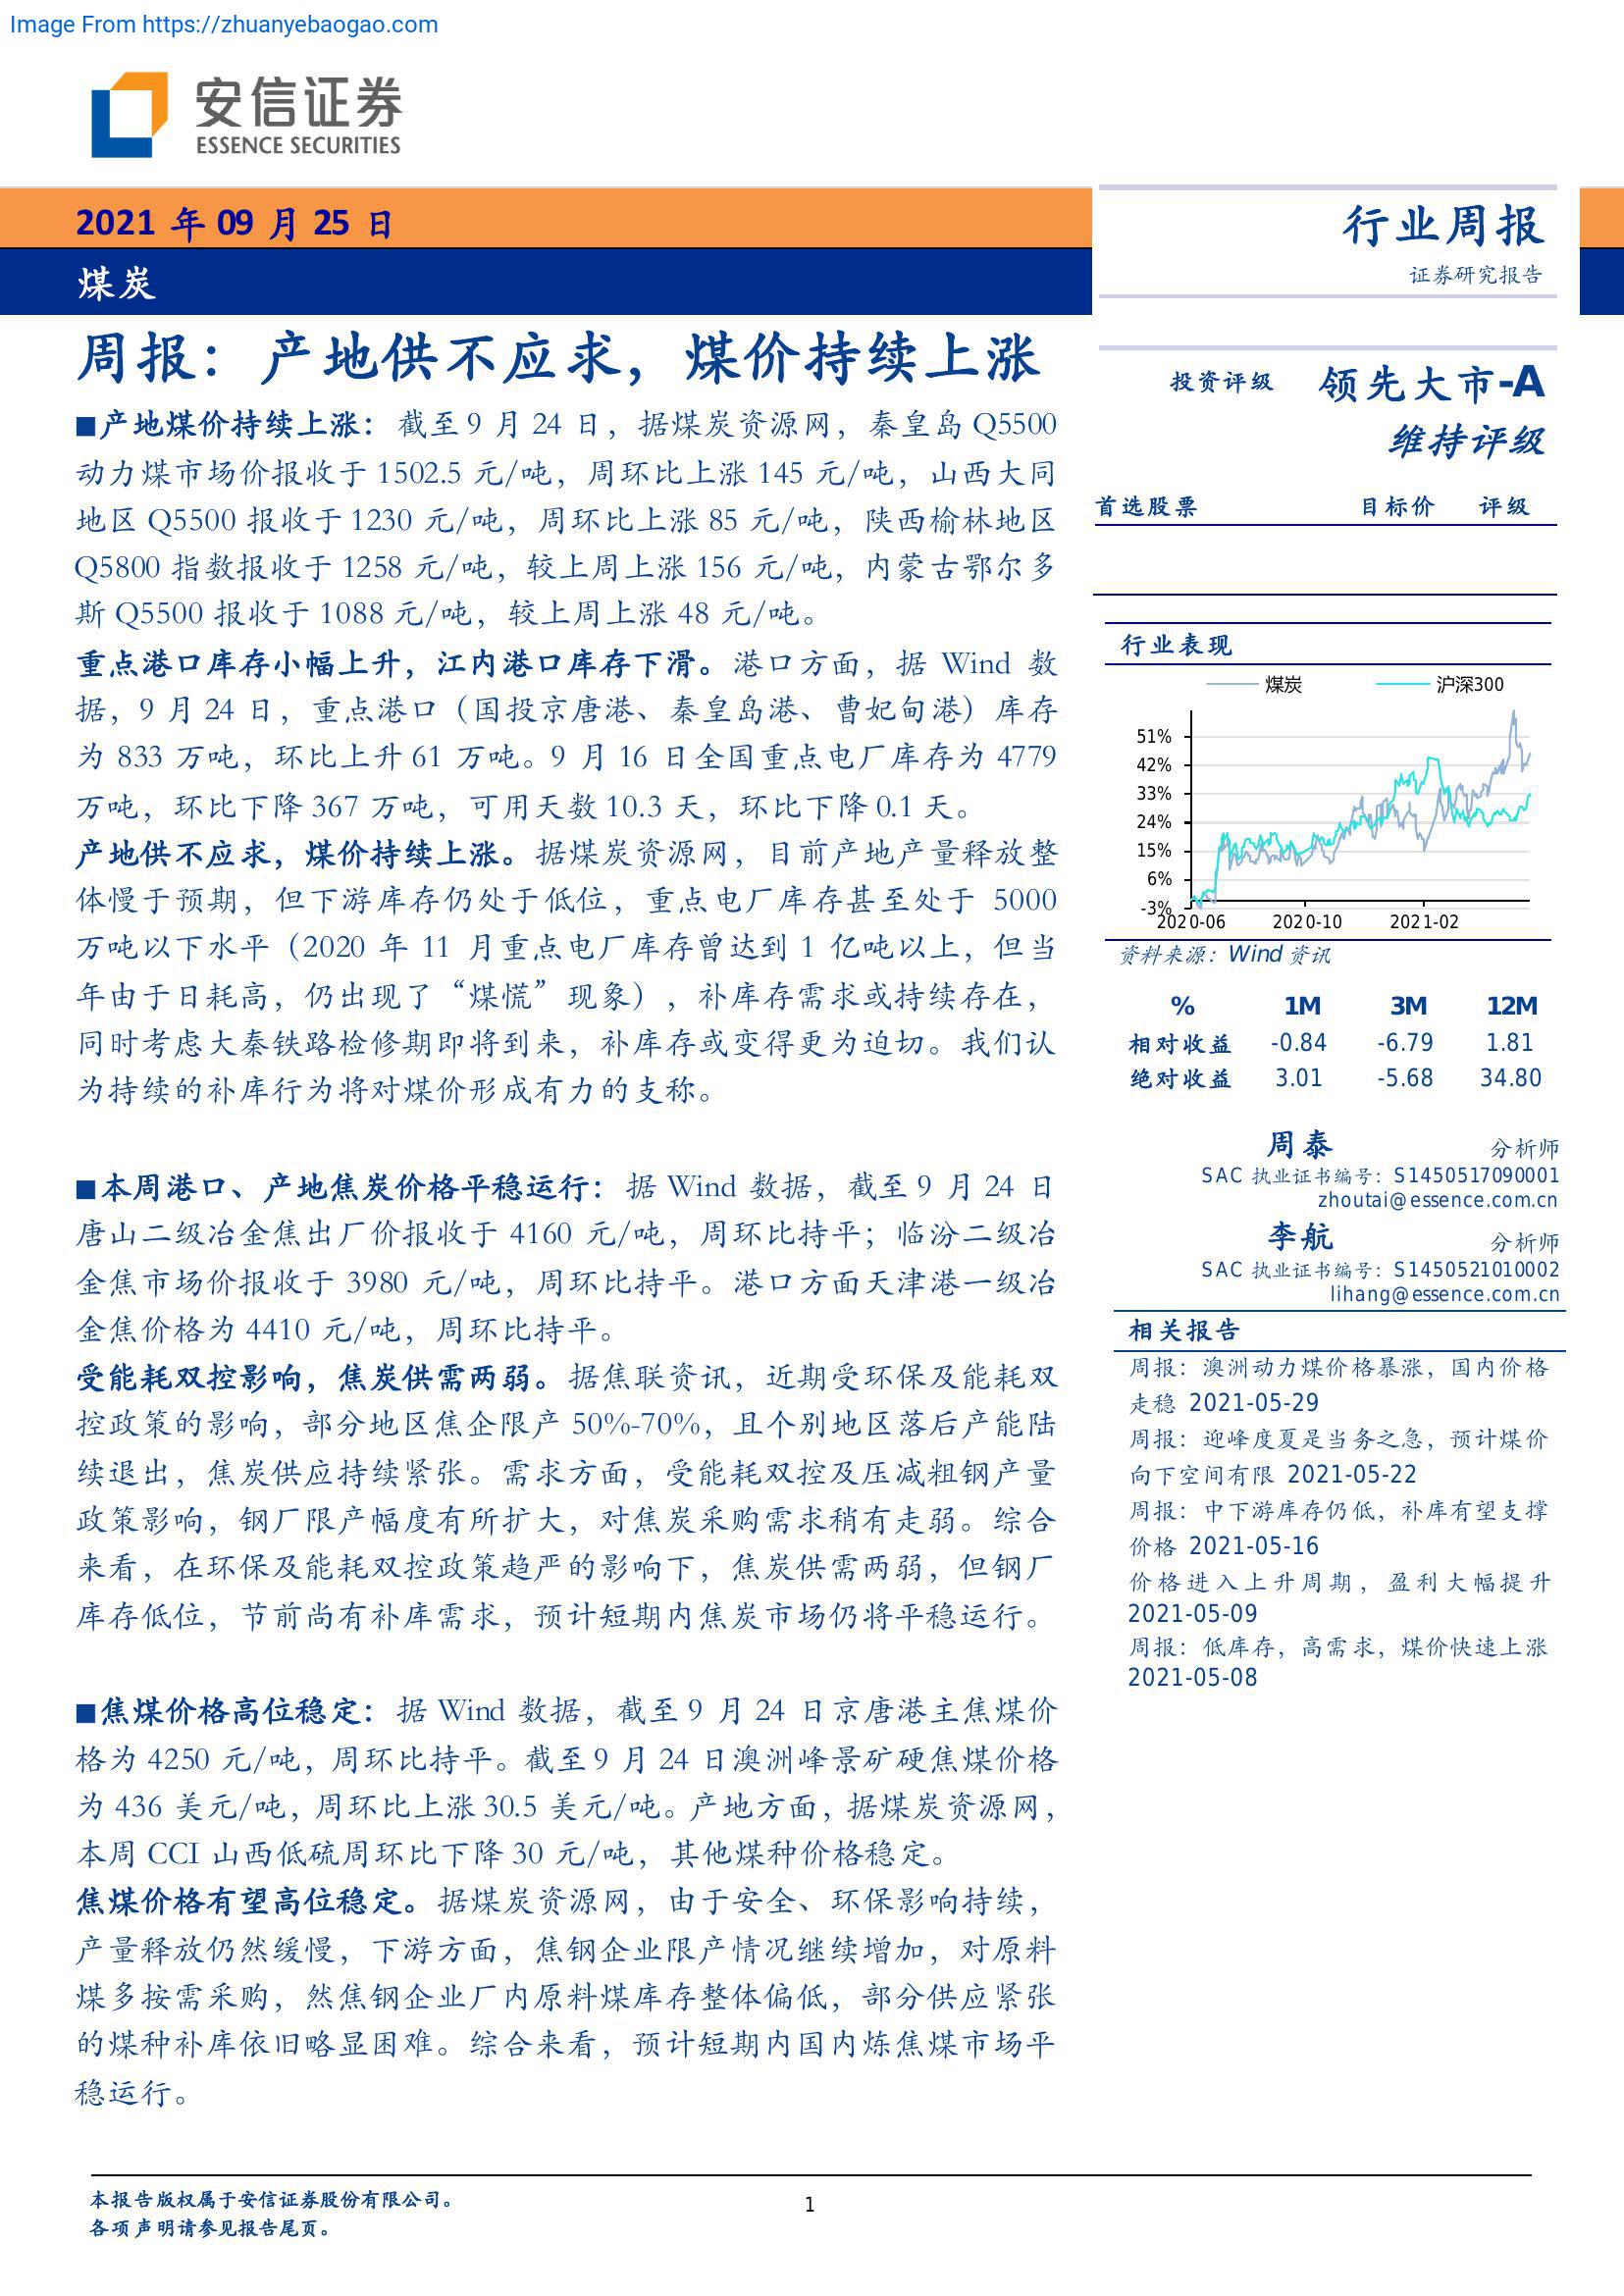 Image From https://zhuanyebaogao.com
安信证券
ESSENCE SECURITIES
2021 年 09 月 25 日
煤炭
行业周报
证券研究报告
周报：产地供不应求，煤价持续上涨
■产地煤价持续上涨：截至 9 月 24 日，据煤炭资源网，秦皇岛 Q5500
动力煤市场价报收于 1502.5 元/吨，周环比上涨 145 元/吨，山西大同
地区 Q5500 报收于 1230 元/吨，周环比上涨 85 元/吨，陕西榆林地区
Q5800 指数报收于 1258 元/吨，较上周上涨 156 元/吨，内蒙古鄂尔多
斯 Q5500 报收于 1088 元/吨，较上周上涨 48 元/吨。
重点港口库存小幅上升，江内港口库存下滑。港口方面，据 Wind 数
据，9 月 24 日，重点港口（国投京唐港、秦皇岛港、曹妃甸港）库存
为 833 万吨，环比上升 61 万吨。9 月 16 日全国重点电厂库存为 4779
万吨，环比下降 367 万吨，可用天数 10.3 天，环比下降 0.1 天。
产地供不应求，煤价持续上涨。据煤炭资源网，目前产地产量释放整
体慢于预期，但下游库存仍处于低位，重点电厂库存甚至处于 5000
万吨以下水平（2020 年 11 月重点电厂库存曾达到 1 亿吨以上，但当
年由于日耗高，仍出现了“煤慌”现象），补库存需求或持续存在，
同时考虑大秦铁路检修期即将到来，补库存或变得更为迫切。我们认
为持续的补库行为将对煤价形成有力的支称。
■本周港口、产地焦炭价格平稳运行：据 Wind 数据，截至 9 月 24 日
唐山二级冶金焦出厂价报收于 4160 元/吨，周环比持平；临汾二级冶
金焦市场价报收于 3980 元/吨，周环比持平。港口方面天津港一级冶
金焦价格为 4410 元/吨，周环比持平。
受能耗双控影响，焦炭供需两弱。据焦联资讯，近期受环保及能耗双
控政策的影响，部分地区焦企限产 50%-70%，且个别地区落后产能陆
续退出，焦炭供应持续紧张。需求方面，受能耗双控及压减粗钢产量
政策影响，钢厂限产幅度有所扩大，对焦炭采购需求稍有走弱。综合
来看，在环保及能耗双控政策趋严的影响下，焦炭供需两弱，但钢厂
库存低位，节前尚有补库需求，预计短期内焦炭市场仍将平稳运行。
■焦煤价格高位稳定：据 Wind 数据，截至 9 月 24 日京唐港主焦煤价
格为 4250 元/吨，周环比持平。截至 9 月 24 日澳洲峰景矿硬焦煤价格
为 436 美元/吨，周环比上涨 30.5 美元/吨。产地方面，据煤炭资源网，
本周 CCI 山西低硫周环比下降 30 元/吨，其他煤种价格稳定。
焦煤价格有望高位稳定。据煤炭资源网，由于安全、环保影响持续，
产量释放仍然缓慢，下游方面，焦钢企业限产情况继续增加，对原料
煤多按需采购，然焦钢企业厂内原料煤库存整体偏低，部分供应紧张
的煤种补库依旧略显困难。综合来看，预计短期内国内炼焦煤市场平
稳运行。
投资评级 领先大市-A
维持评级
首选股票 目标价 评级
行业表现
煤炭 沪深300
51%
42%
33%
24%
15%
6%
-3%
2020-06 2020-10 2021-02
资料来源：Wind 资讯
% 1M 3M 12M
相对收益 -0.84 -6.79 1.81
绝对收益 3.01 -5.68 34.80
周泰 分析师
SAC 执业证书编号：S1450517090001
zhoutai@essence.com.cn
李航 分析师
SAC 执业证书编号：S1450521010002
lihang@essence.com.cn
相关报告
周报：澳洲动力煤价格暴涨，国内价格
走稳 2021-05-29
周报：迎峰度夏是当务之急，预计煤价
向下空间有限 2021-05-22
周报：中下游库存仍低，补库有望支撑
价格 2021-05-16
价格进入上升周期，盈利大幅提升
2021-05-09
周报：低库存，高需求，煤价快速上涨
2021-05-08
本报告版权属于安信证券股份有限公司。
各项声明请参见报告尾页。
1